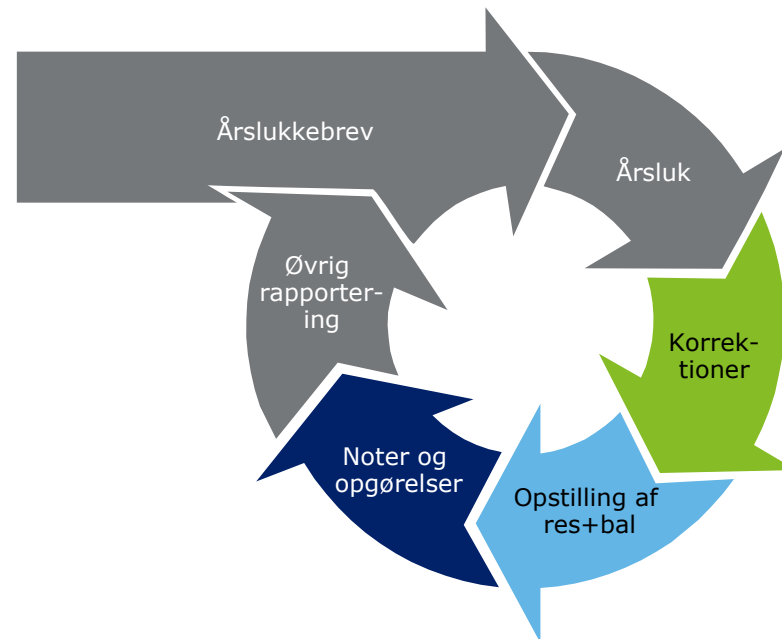 Årslukkebrev
Årsluk
Korrek-
tioner
Opstilling af
res+bal
Noter og
opgørelser
Øvrig
rapporter-
ing